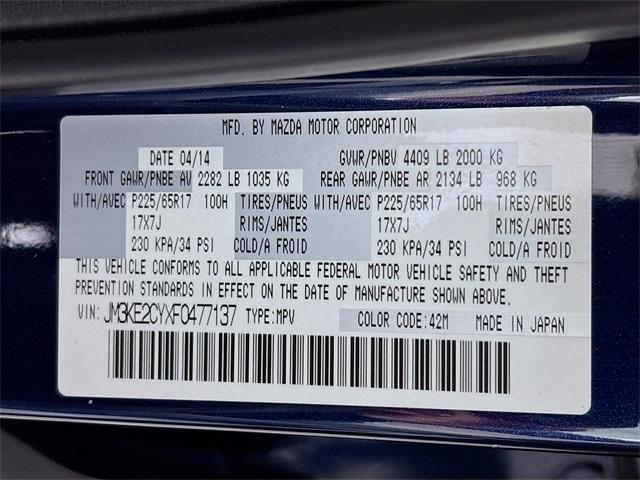 MFD. BY MAZDA MOTOR CORPORATION
DATE 04/14 GVWR/PNBV 4409 LB 2000 KG
FRONT GAWR/PNBE AV 2282 LB 1035 KG REAR GAWR/PNBE AR 2134 LB 968 KG
WITH/AVEC P225/65R17 100H TIRES/PNEUS WITH/AVEC P225/65R17 100H TIRES/PNEUS
17X7J RIMS/JANTES 17X7J RIMS/JANTES
230 KPA/34 PSI COLD/A FROID 230 KPA/34 PSI COLD/A FROID
THIS VEHICLE CONFORMS TO ALL APPLICABLE FEDERAL MOTOR VEHICLE SAFETY AND THEFT
PREVENTION STANDARDS IN EFFECT ON THE DATE OF MANUFACTURE SHOWN ABOVE.
VIN: JM3KE2CYXF0477137 TYPE:MPV COLOR CODE:42M MADE IN JAPAN